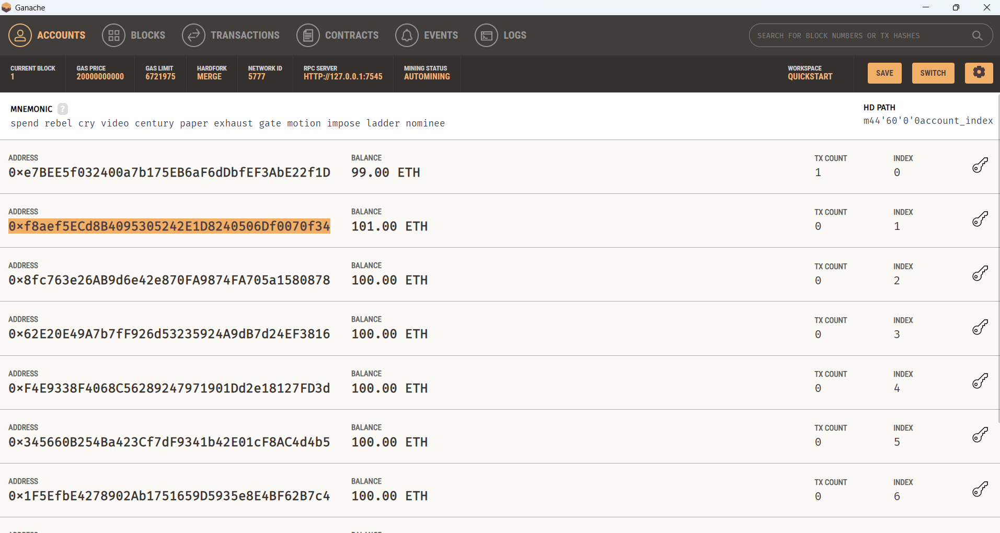 Ganache
ACCOUNTS BLOCKS TRANSACTIONS CONTRACTS EVENTS LOGS SEARCH FOR BLOCK NUMBERS OR TX HASHES
CURRENT BLOCK GAS PRICE GAS LIMIT HARDFORK NETWORK ID RPC SERVER MINING STATUS WORKSPACE
1 20000000000 6721975 MERGE 5777 HTTP://127.0.0.1:7545 AUTOMINING QUICKSTART SAVE SWITCH
MNEMONIC ? HD PATH
spend rebel cry video century paper exhaust gate motion impose ladder nominee m44'60'0'0account_index
ADDRESS BALANCE TX COUNT INDEX
0×e7BEE5f032400a7b175EB6aF6dDbfEF3AbE22f1D 99.00 ETH 1 0
ADDRESS BALANCE TX COUNT INDEX
0×f8aef5ECd8B4095305242E1D8240506Df0070f34 101.00 ETH 0 1
ADDRESS BALANCE TX COUNT INDEX
0×8fc763e26AB9d6e42e870FA9874FA705a1580878 100.00 ETH 0 2
ADDRESS BALANCE TX COUNT INDEX
0×62E20E49A7b7fF926d53235924A9dB7d24EF3816 100.00 ETH 0 3
ADDRESS BALANCE TX COUNT INDEX
0×F4E9338F4068C56289247971901Dd2e18127FD3d 100.00 ETH 0 4
ADDRESS BALANCE TX COUNT INDEX
0×345660B254Ba423Cf7dF9341b42E01cF8AC4d4b5 100.00 ETH 0 5
ADDRESS BALANCE TX COUNT INDEX
0×1F5EfbE4278902Ab1751659D5935e8E4BF62B7c4 100.00 ETH 0 6